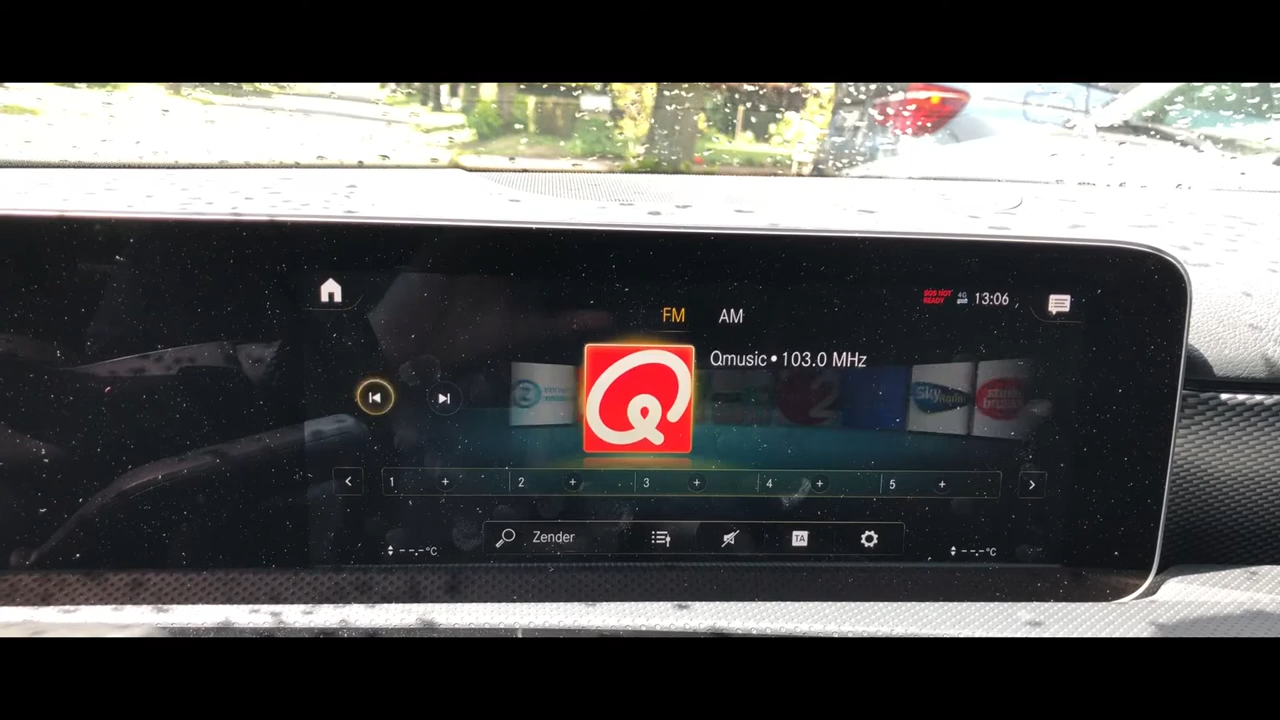 SOS NOT
READY
4G
13:06
FM AM
Qmusic • 103.0 MHz
2
Sky
Radio
1 + 2 + 3 + 4 + 5 +
Zender
TA
---°C
---°C